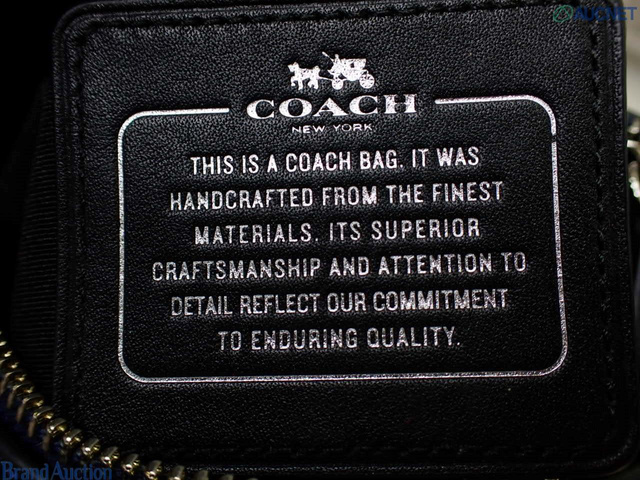 AUCNET
COACH
NEW YORK
THIS IS A COACH BAG. IT WAS
HANDCRAFTED FROM THE FINEST
MATERIALS. ITS SUPERIOR
CRAFTSMANSHIP AND ATTENTION TO
DETAIL REFLECT OUR COMMITMENT
TO ENDURING QUALITY.
Brand Auction